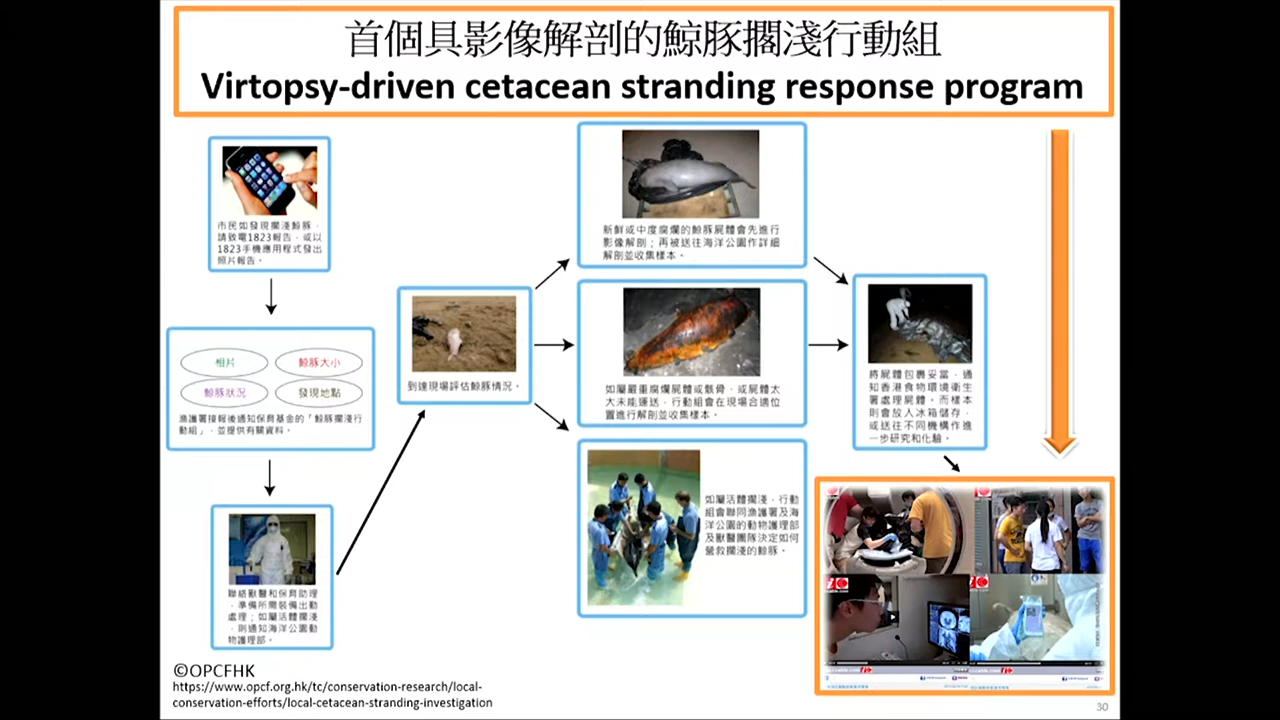 首個具影像解剖的鯨豚擱淺行動組
Virtopsy-driven cetacean stranding response program
市民如發現擱淺鯨豚，
請致電1823報告，或以
1823手機應用程式發出
照片報告。
相片
鯨豚大小
鯨豚狀況
發現地點
漁護署接報後通知保育基金的「鯨豚擱淺行
動組」，並提供有關資料。
聯絡獸醫和保育助理
，準備所需裝備出動
處理；如屬活體擱淺
，則通知海洋公園動
物護理部。
到達現場評估鯨豚情況。
新鮮或中度腐爛的鯨豚屍體會先進行
影像解剖；再被送往海洋公園作詳細
解剖並收集樣本。
如屬嚴重腐爛屍體或骸骨，或屍體太
大未能運送，行動組會在現場合適位
置進行解剖並收集樣本。
如屬活體擱淺，行動
組會聯同漁護署及海
洋公園的動物護理部
及獸醫團隊決定如何
營救擱淺的鯨豚。
將屍體包裹妥當，通
知香港食物環境衛生
署處理屍體。而樣本
則會放入冰箱儲存，
或送往不同機構作進
一步研究和化驗。
©OPCFHK
https://www.opcf.org.hk/tc/conservation-research/local-
conservation-efforts/local-cetacean-stranding-investigation
30